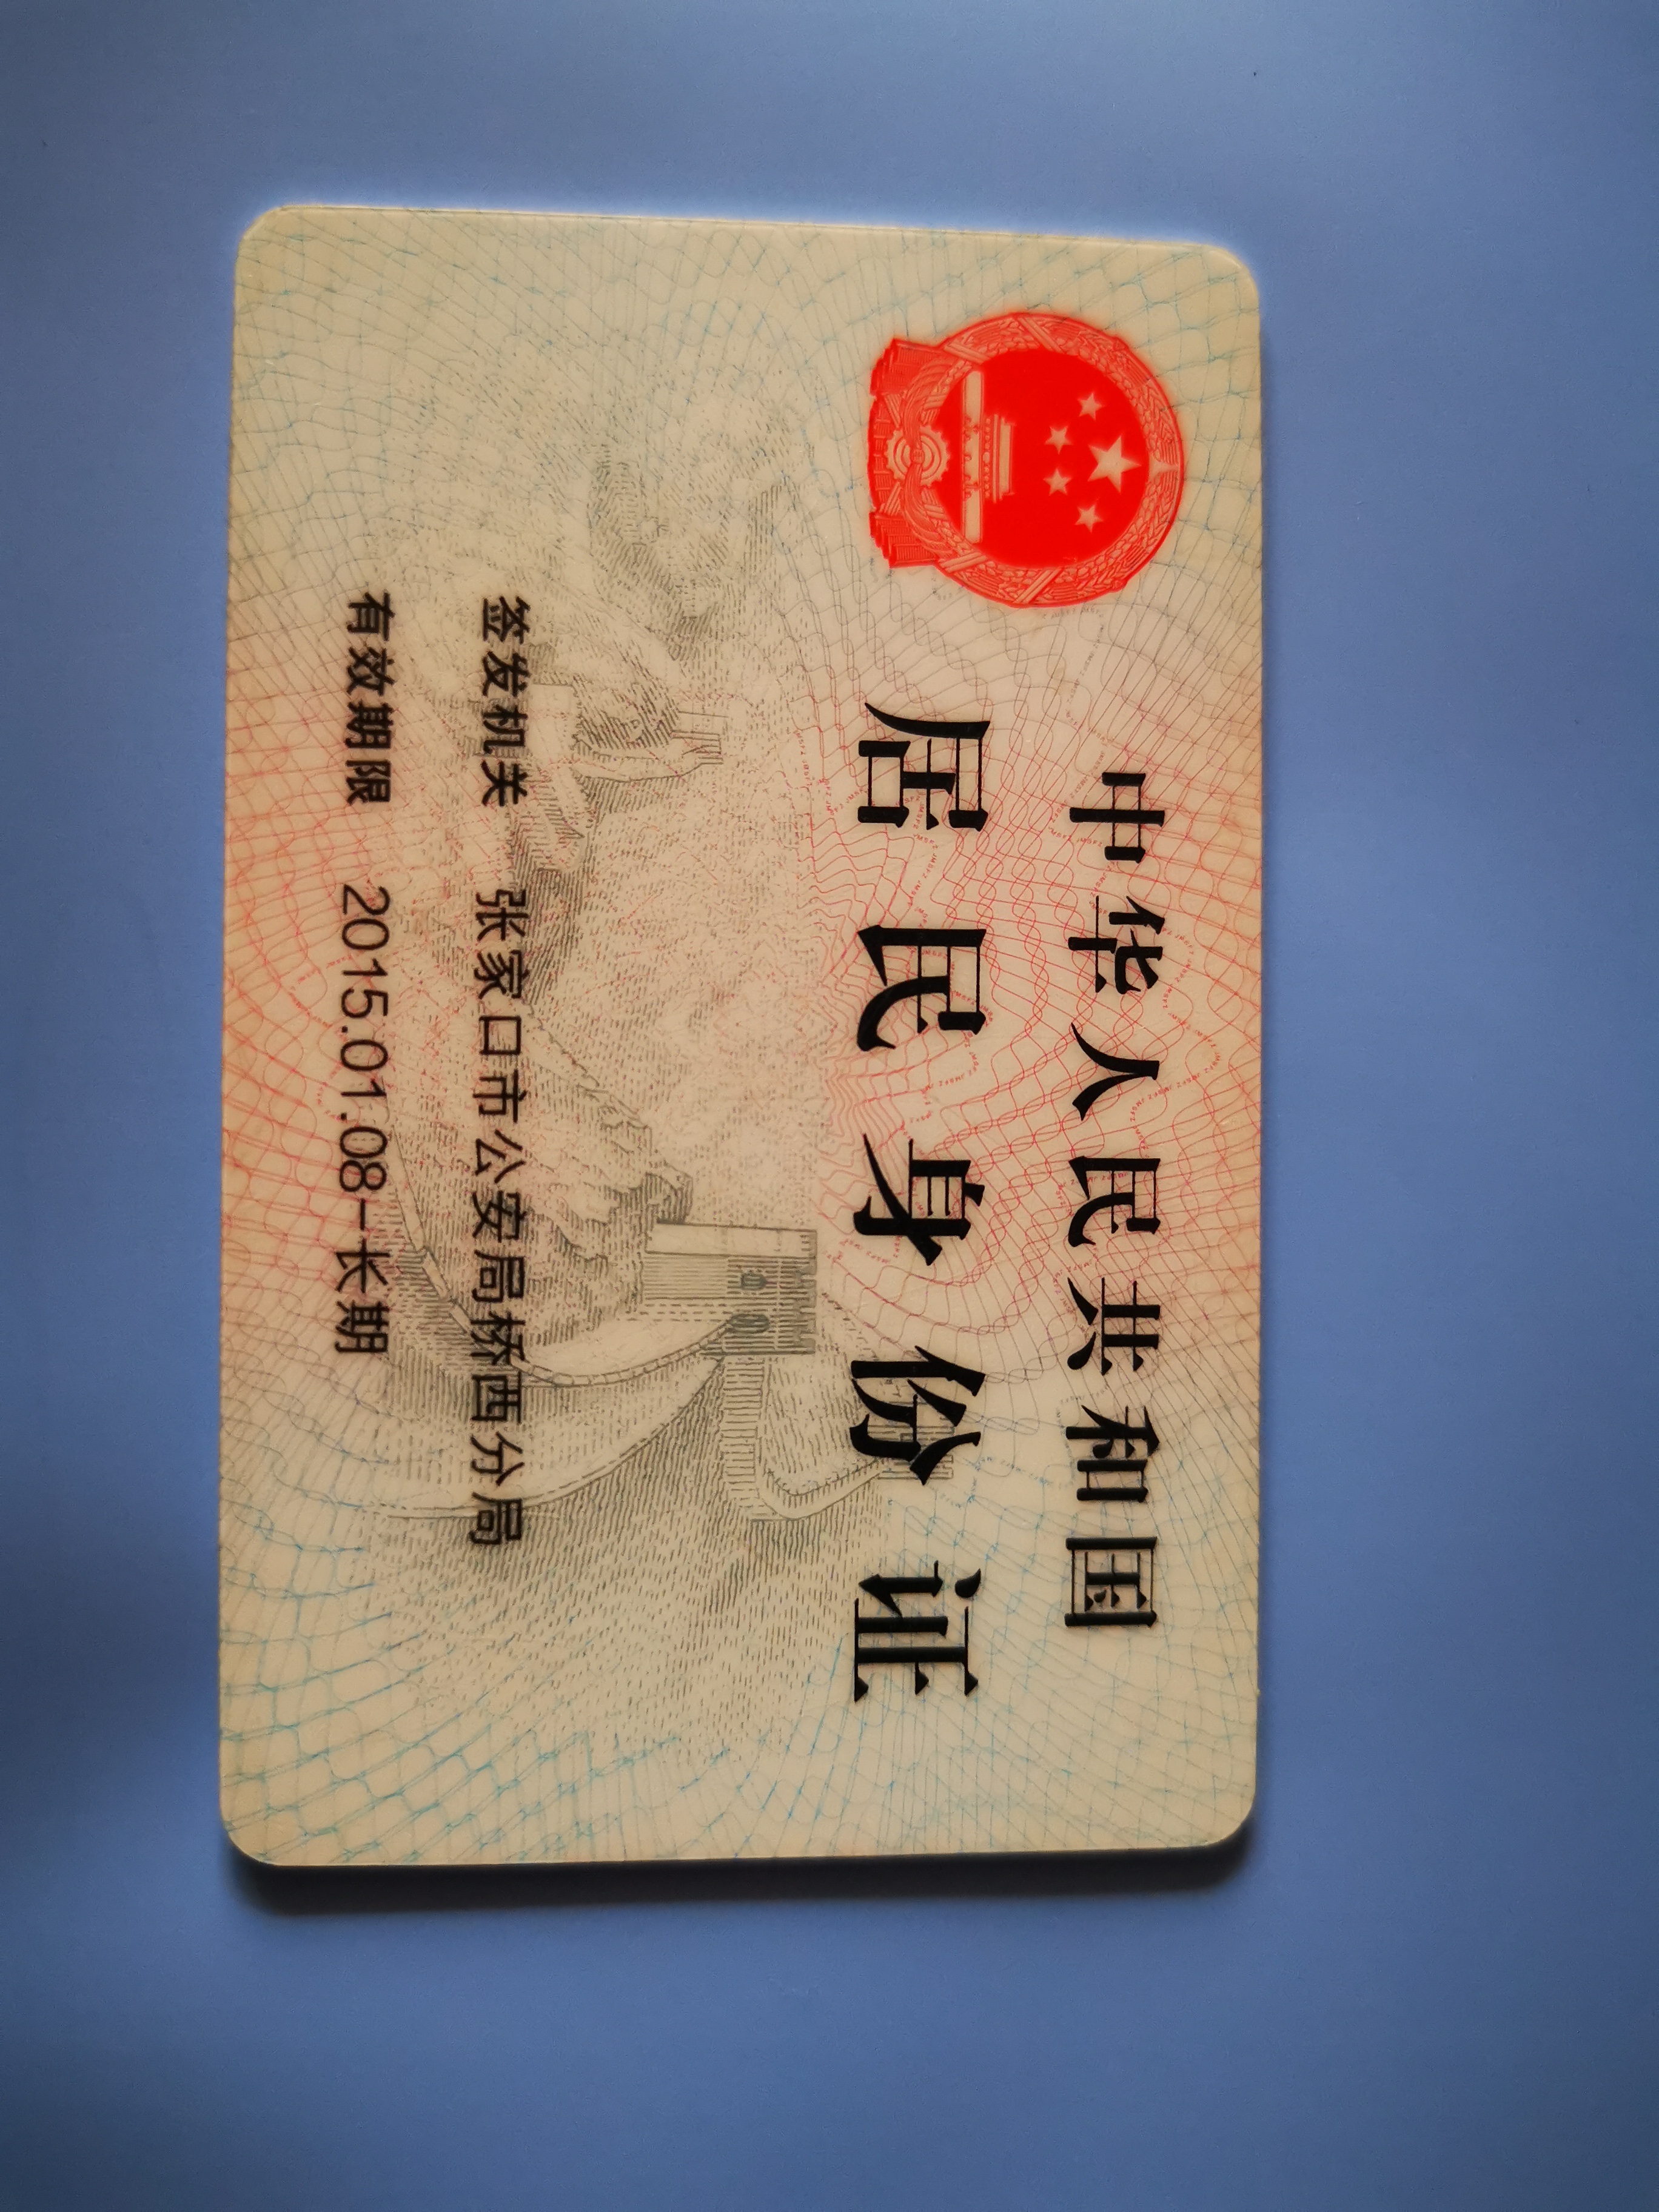 中华人民共和国
居民身份证
签发机关 张家口市公安局桥西分局
有效期限 2015.01.08-长期